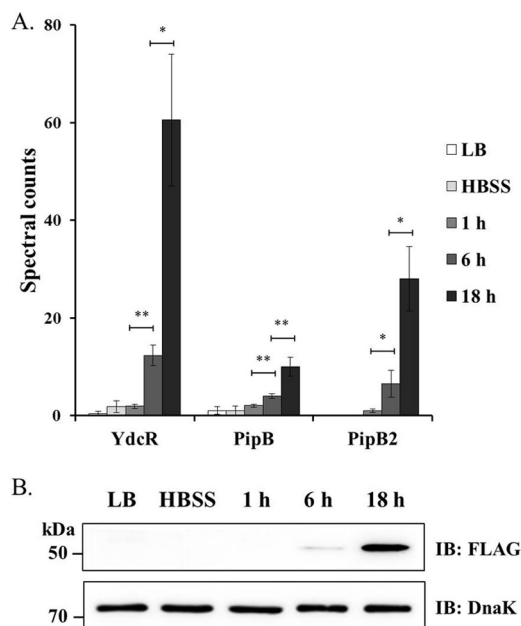 A.
80
60
40
20
0
Spectral counts
*
**
**
**
*
*
LB
HBSS
1 h
6 h
18 h
YdcR PipB PipB2
B.
LB HBSS 1 h 6 h 18 h
kDa
50 IB: FLAG
70 IB: DnaK